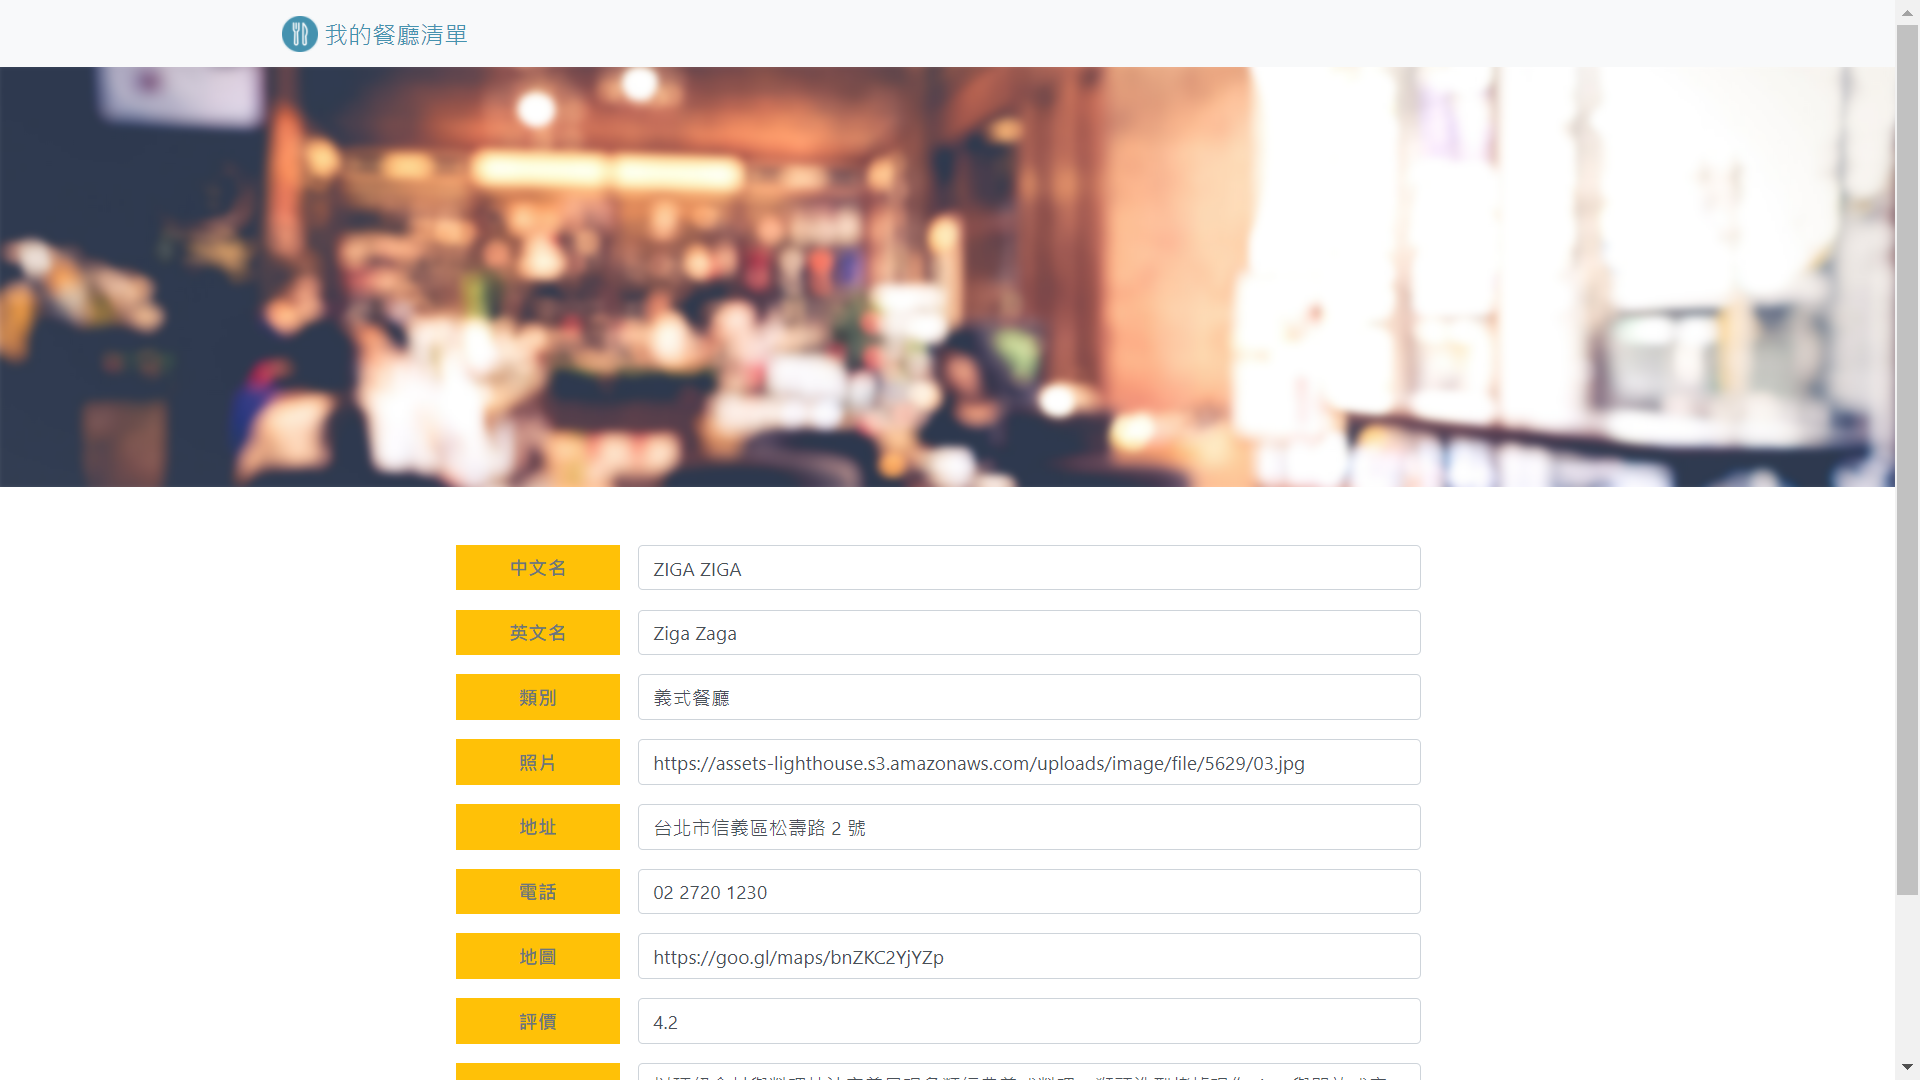 我的餐廳清單
中文名
ZIGA ZIGA
英文名
Ziga Zaga
類別
義式餐廳
照片
https://assets-lighthouse.s3.amazonaws.com/uploads/image/file/5629/03.jpg
地址
台北市信義區松壽路 2 號
電話
02 2720 1230
地圖
https://goo.gl/maps/bnZKC2YjYZp
評價
4.2